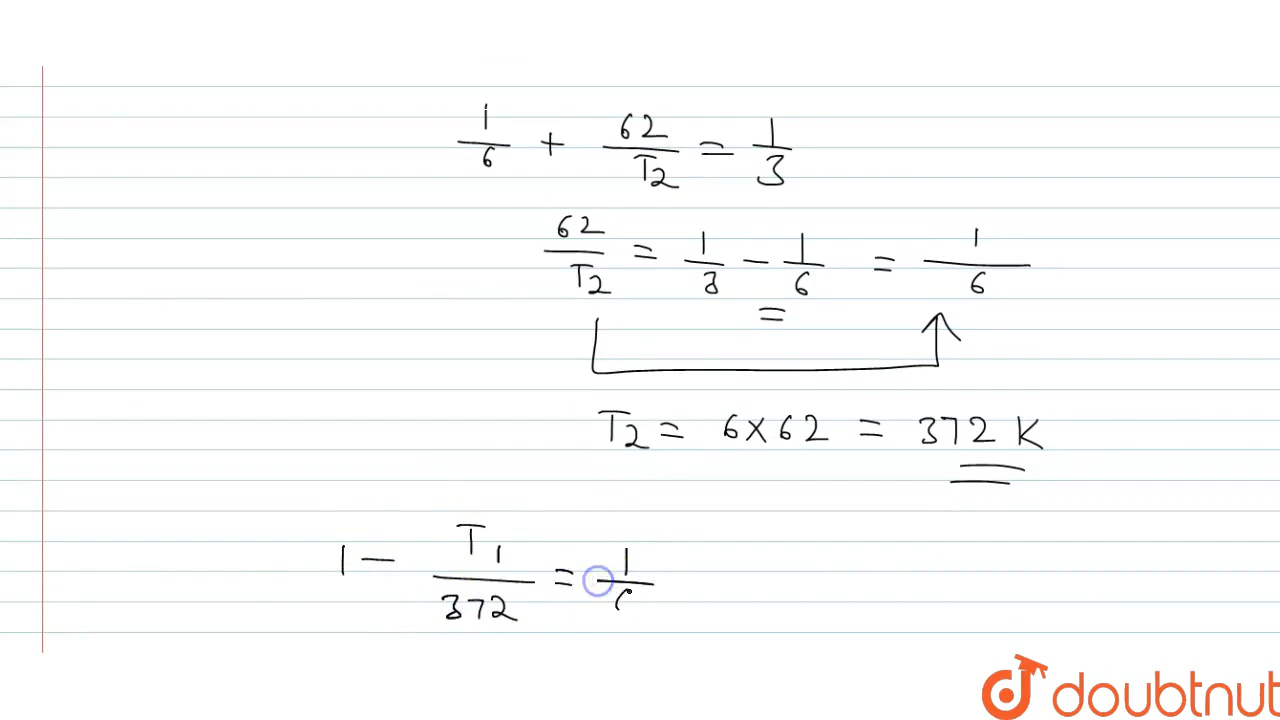 1/6 + 62/T2 = 1/3
62/T2 = 1/3 - 1/6 = 1/6
=
T2 = 6×62 = 372 K
1 - T1/372 = 1/
doubtnut